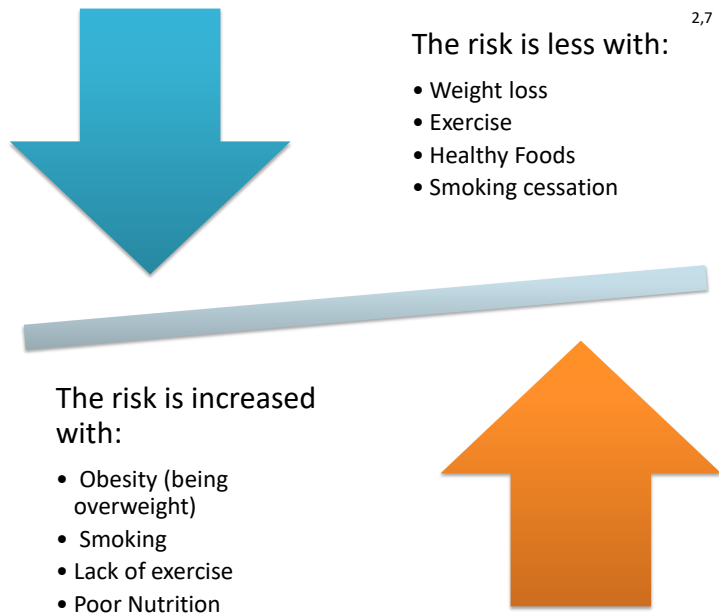 2,7
The risk is less with:
• Weight loss
• Exercise
• Healthy Foods
• Smoking cessation
The risk is increased
with:
• Obesity (being
overweight)
• Smoking
• Lack of exercise
• Poor Nutrition